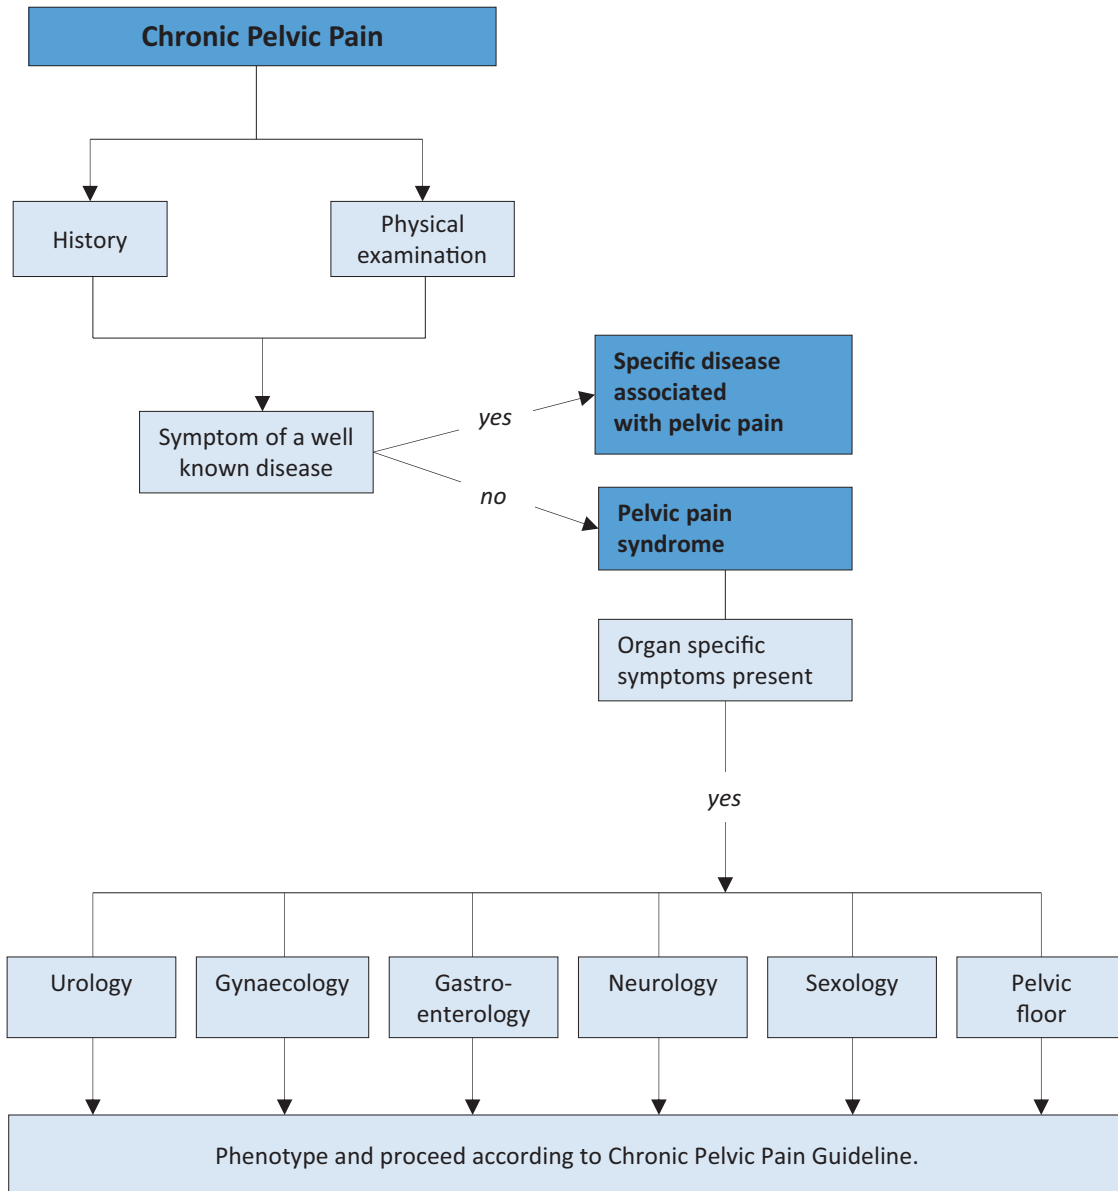 Chronic Pelvic Pain
History
Physical
examination
Symptom of a well
known disease
yes
Specific disease
associated
with pelvic pain
no
Pelvic pain
syndrome
Organ specific
symptoms present
yes
Urology
Gynaecology
Gastro-
enterology
Neurology
Sexology
Pelvic
floor
Phenotype and proceed according to Chronic Pelvic Pain Guideline.